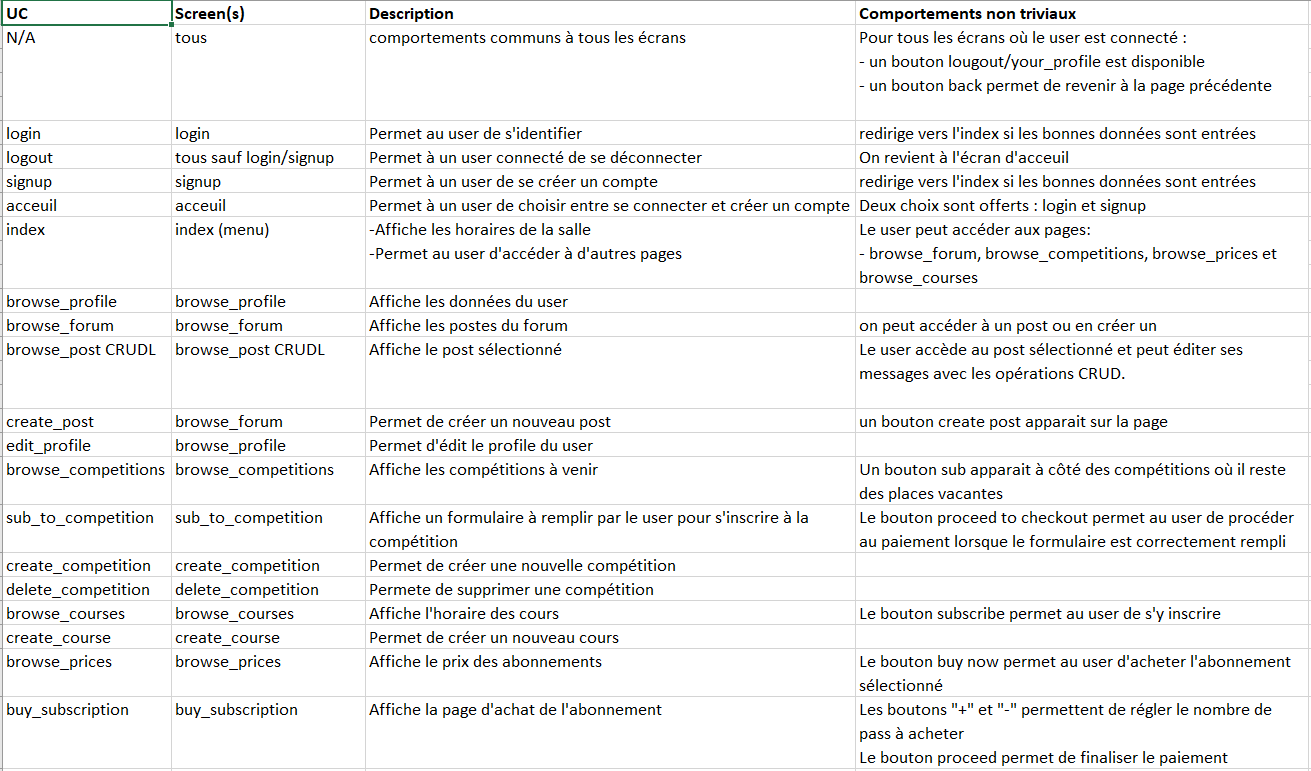 UC Screen(s) Description Comportements non triviaux
N/A tous comportements communs à tous les écrans Pour tous les écrans où le user est connecté :
- un bouton lougout/your_profile est disponible
- un bouton back permet de revenir à la page précédente
login login Permet au user de s'identifier redirige vers l'index si les bonnes données sont entrées
logout tous sauf login/signup Permet à un user connecté de se déconnecter On revient à l'écran d'acceuil
signup signup Permet à un user de se créer un compte redirige vers l'index si les bonnes données sont entrées
acceuil acceuil Permet à un user de choisir entre se connecter et créer un compte Deux choix sont offerts : login et signup
index index (menu) -Affiche les horaires de la salle Le user peut accéder aux pages:
-Permet au user d'accéder à d'autres pages - browse_forum, browse_competitions, browse_prices et
browse_courses
browse_profile browse_profile Affiche les données du user
browse_forum browse_forum Affiche les postes du forum on peut accéder à un post ou en créer un
browse_post CRUDL browse_post CRUDL Affiche le post sélectionné Le user accède au post sélectionné et peut éditer ses
messages avec les opérations CRUD.
create_post browse_forum Permet de créer un nouveau post un bouton create post apparait sur la page
edit_profile browse_profile Permet d'édit le profile du user
browse_competitions browse_competitions Affiche les compétitions à venir Un bouton sub apparait à côté des compétitions où il reste
des places vacantes
sub_to_competition sub_to_competition Affiche un formulaire à remplir par le user pour s'inscrire à la Le bouton proceed to checkout permet au user de procéder
compétition au paiement lorsque le formulaire est correctement rempli
create_competition create_competition Permet de créer une nouvelle compétition
delete_competition delete_competition Permete de supprimer une compétition
browse_courses browse_courses Affiche l'horaire des cours Le bouton subscribe permet au user de s'y inscrire
create_course create_course Permet de créer un nouveau cours
browse_prices browse_prices Affiche le prix des abonnements Le bouton buy now permet au user d'acheter l'abonnement
sélectionné
buy_subscription buy_subscription Affiche la page d'achat de l'abonnement Les boutons "+" et "-" permettent de régler le nombre de
pass à acheter
Le bouton proceed permet de finaliser le paiement